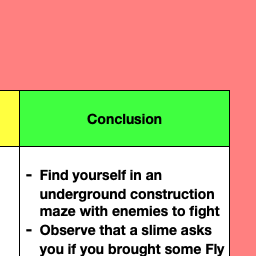 Conclusion
- Find yourself in an
underground construction
maze with enemies to fight
- Observe that a slime asks
you if you brought some Fly